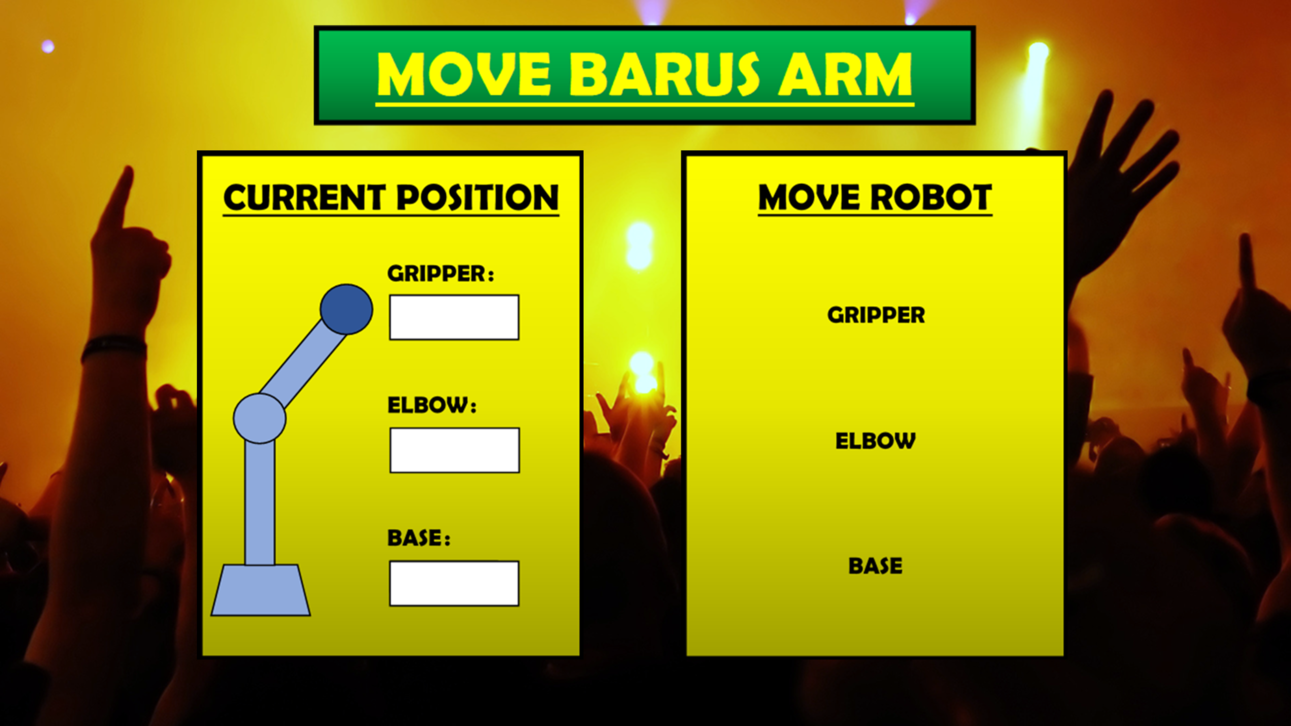 MOVE BARUS ARM
CURRENT POSITION
GRIPPER:
ELBOW:
BASE:
MOVE ROBOT
GRIPPER
ELBOW
BASE